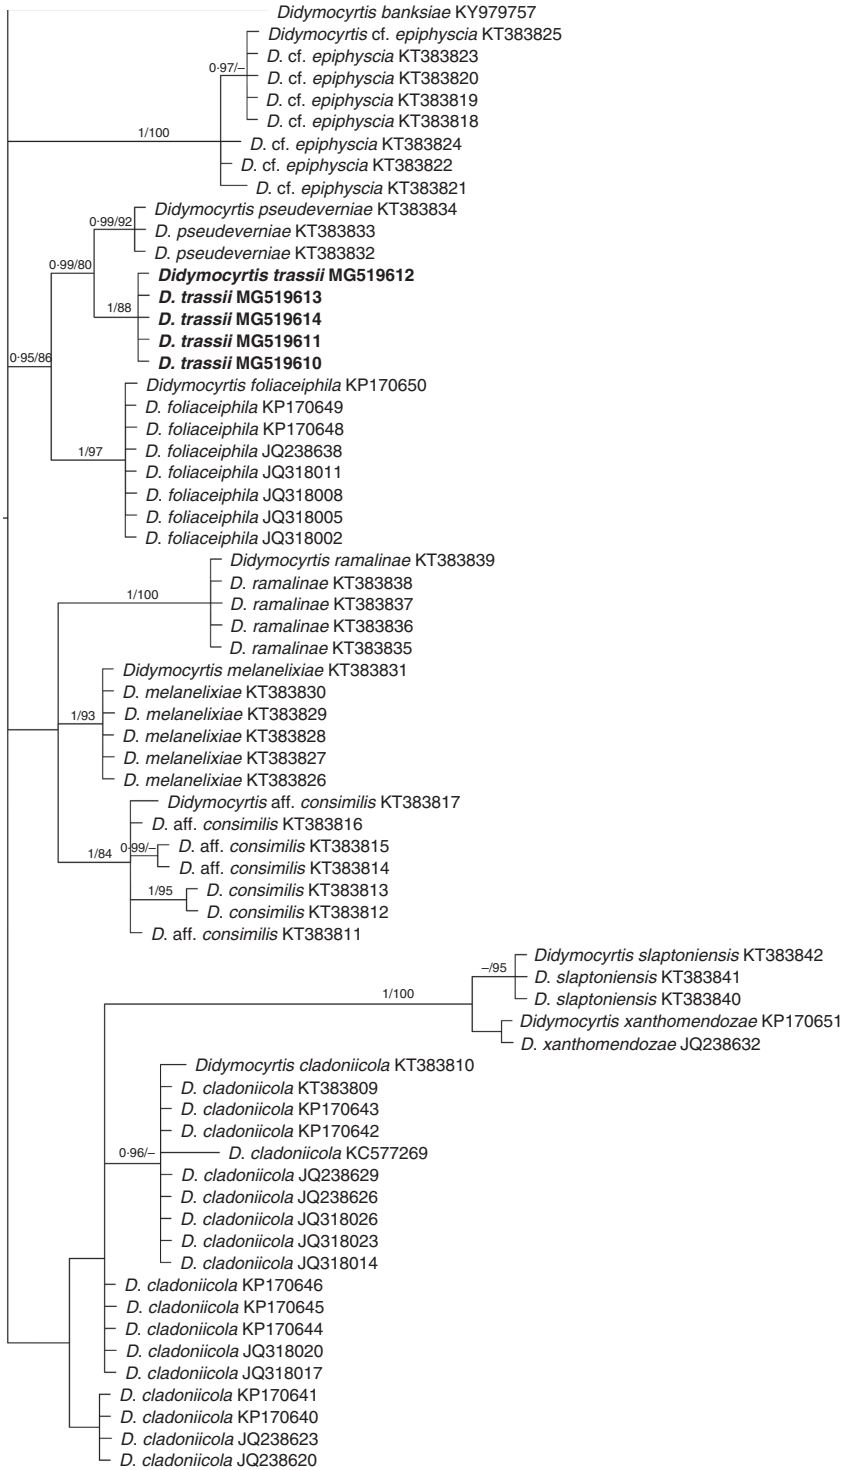 Didymocyrtis banksiae KY979757
Didymocyrtis cf. epiphyscia KT383825
D. cf. epiphyscia KT383823
0·97/–
D. cf. epiphyscia KT383820
D. cf. epiphyscia KT383819
D. cf. epiphyscia KT383818
1/100
D. cf. epiphyscia KT383824
D. cf. epiphyscia KT383822
D. cf. epiphyscia KT383821
Didymocyrtis pseudeverniae KT383834
0·99/92
D. pseudeverniae KT383833
D. pseudeverniae KT383832
0·99/80
Didymocyrtis trassii MG519612
D. trassii MG519613
1/88
D. trassii MG519614
D. trassii MG519611
0·95/86
D. trassii MG519610
Didymocyrtis foliaceiphila KP170650
D. foliaceiphila KP170649
D. foliaceiphila KP170648
1/97
D. foliaceiphila JQ238638
D. foliaceiphila JQ318011
D. foliaceiphila JQ318008
D. foliaceiphila JQ318005
D. foliaceiphila JQ318002
Didymocyrtis ramalinae KT383839
D. ramalinae KT383838
1/100
D. ramalinae KT383837
D. ramalinae KT383836
D. ramalinae KT383835
Didymocyrtis melanelixiae KT383831
D. melanelixiae KT383830
1/93
D. melanelixiae KT383829
D. melanelixiae KT383828
D. melanelixiae KT383827
D. melanelixiae KT383826
Didymocyrtis aff. consimilis KT383817
D. aff. consimilis KT383816
1/84
0·99/–
D. aff. consimilis KT383815
D. aff. consimilis KT383814
1/95
D. consimilis KT383813
D. consimilis KT383812
D. aff. consimilis KT383811
Didymocyrtis slaptoniensis KT383842
–/95
D. slaptoniensis KT383841
1/100
D. slaptoniensis KT383840
Didymocyrtis xanthomendozae KP170651
D. xanthomendozae JQ238632
Didymocyrtis cladoniicola KT383810
D. cladoniicola KT383809
D. cladoniicola KP170643
D. cladoniicola KP170642
0·96/–
D. cladoniicola KC577269
D. cladoniicola JQ238629
D. cladoniicola JQ238626
D. cladoniicola JQ318026
D. cladoniicola JQ318023
D. cladoniicola JQ318014
D. cladoniicola KP170646
D. cladoniicola KP170645
D. cladoniicola KP170644
D. cladoniicola JQ318020
D. cladoniicola JQ318017
D. cladoniicola KP170641
D. cladoniicola KP170640
D. cladoniicola JQ238623
D. cladoniicola JQ238620